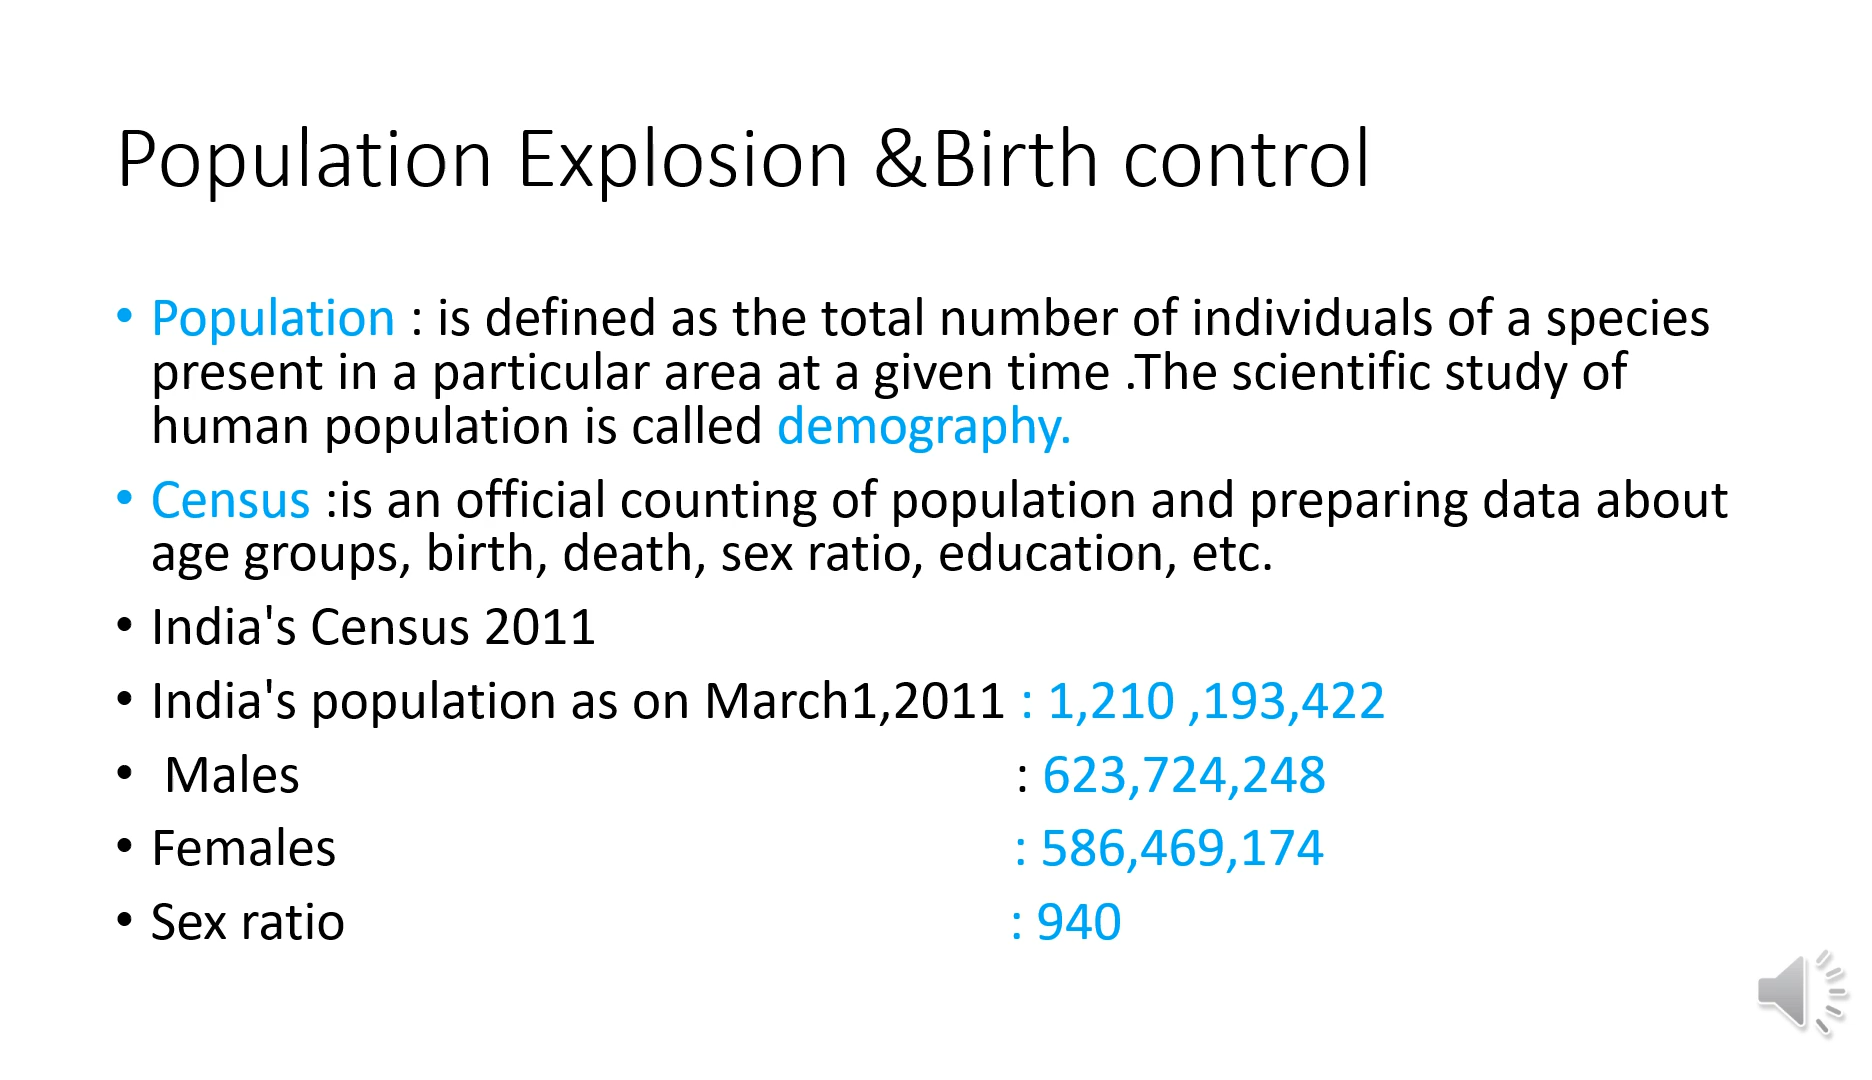 Population Explosion &Birth control
• Population : is defined as the total number of individuals of a species
present in a particular area at a given time .The scientific study of
human population is called demography.
• Census :is an official counting of population and preparing data about
age groups, birth, death, sex ratio, education, etc.
• India's Census 2011
• India's population as on March1,2011 : 1,210 ,193,422
• Males : 623,724,248
• Females : 586,469,174
• Sex ratio : 940